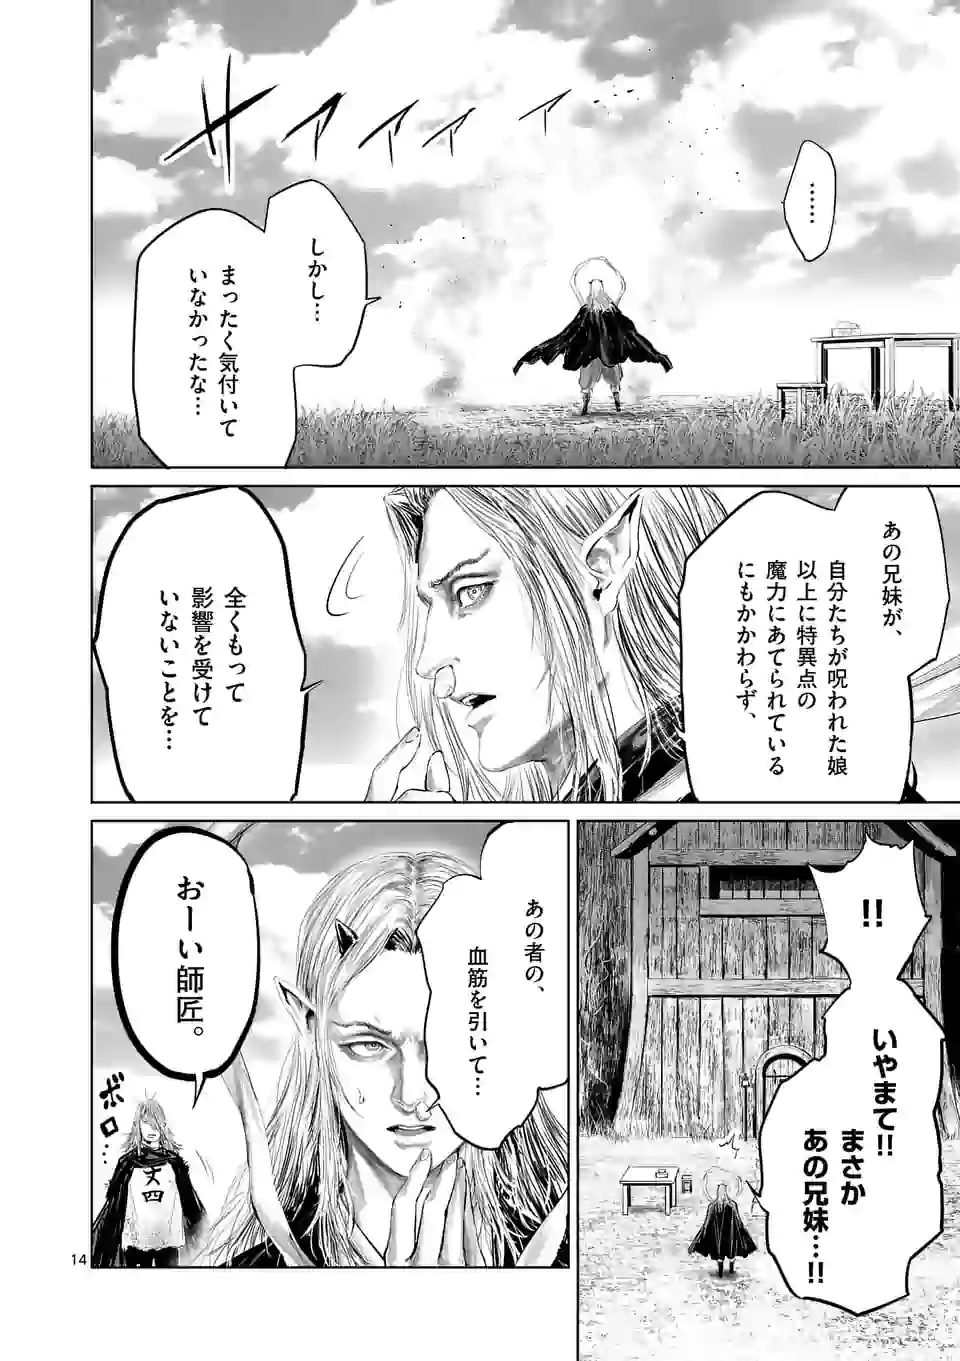 ……
しかし…
まったく気付いて
いなかったな…
あの兄妹が、
自分たちが呪われた娘
以上に特異点の
魔力にあてられている
にもかかわらず、
全くもって
影響を受けて
いないことを…
!!
いやまて!!
まさか
あの兄妹…!!
あの者の、
血筋を引いて…
おーい師匠。
ボロ…
14